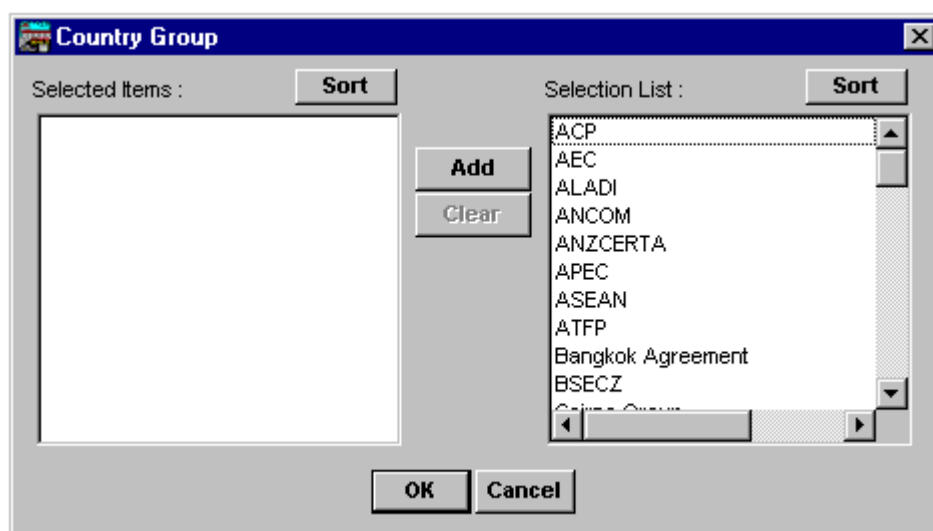 Country Group
Selected Items :
Sort
Selection List :
Sort
Add
Clear
ACP
AEC
ALADI
ANCOM
ANZCERTA
APEC
ASEAN
ATFP
Bangkok Agreement
BSECZ
OK
Cancel